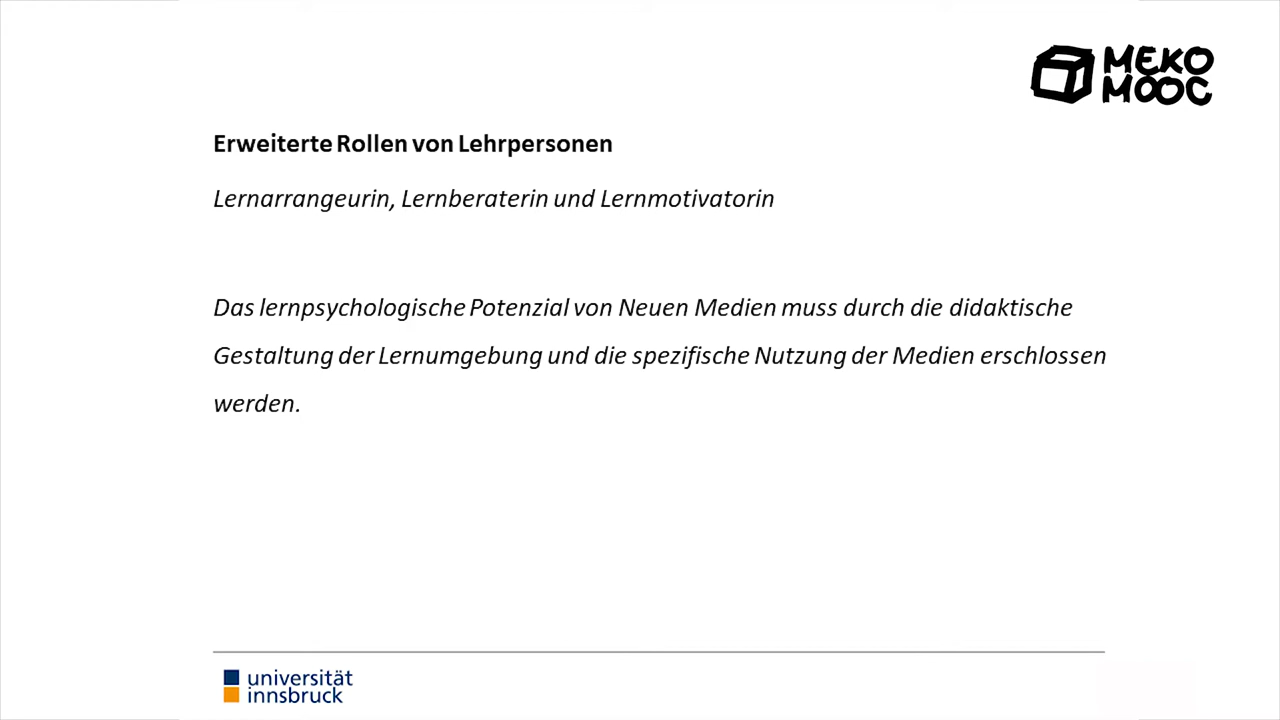 MEKO
MOOC
Erweiterte Rollen von Lehrpersonen
Lernarrangeurin, Lernberaterin und Lernmotivatorin
Das lernpsychologische Potenzial von Neuen Medien muss durch die didaktische
Gestaltung der Lernumgebung und die spezifische Nutzung der Medien erschlossen
werden.
universität
innsbruck